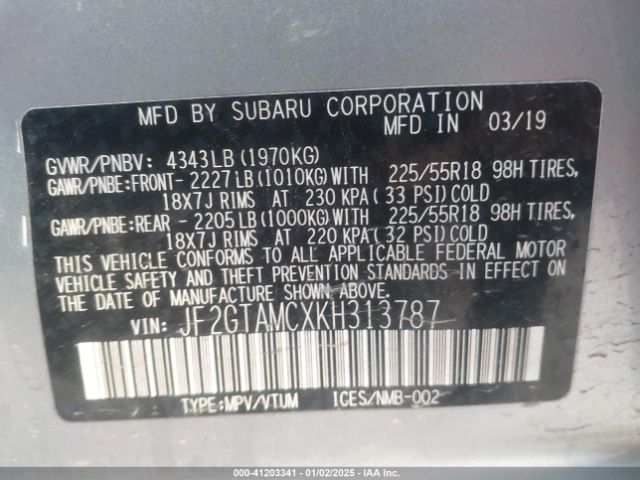 MFD BY SUBARU CORPORATION
MFD IN 03/19
GVWR/PNBV: 4343LB (1970KG)
GAWR/PNBE:FRONT- 2227LB(1010KG)WITH 225/55R18 98H TIRES,
18X7J RIMS AT 230 KPA(33 PSI)COLD
GAWR/PNBE:REAR - 2205LB(1000KG)WITH 225/55R18 98H TIRES,
18X7J RIMS AT 220 KPA(32 PSI)COLD
THIS VEHICLE CONFORMS TO ALL APPLICABLE FEDERAL MOTOR
VEHICLE SAFETY AND THEFT PREVENTION STANDARDS IN EFFECT ON
THE DATE OF MANUFACTURE SHOWN ABOVE.
VIN: JF2GTAMCXKH313787
TYPE:MPV/VTUM ICES/NMB-002
000-41203341 - 01/02/2025 - IAAI.COM